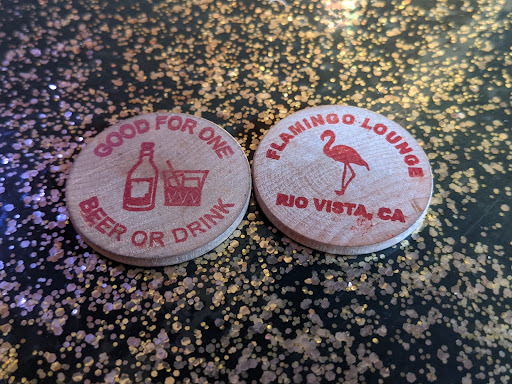 GOOD FOR ONE
BEER OR DRINK
FLAMINGO LOUNGE
RIO VISTA, CA